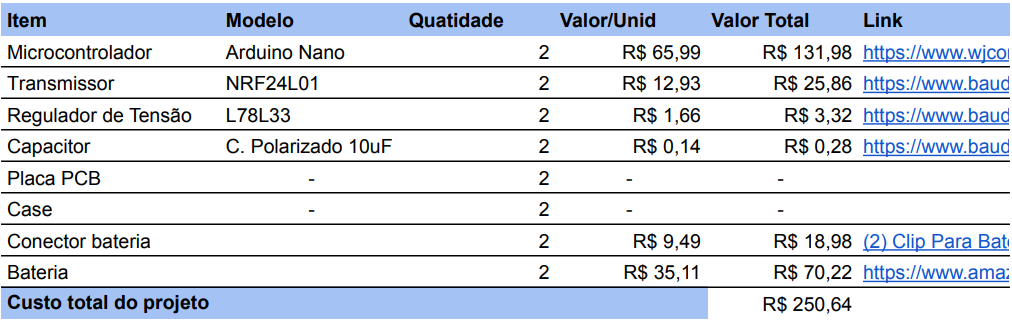 Item Modelo Quatidade Valor/Unid Valor Total Link
Microcontrolador Arduino Nano 2 R$ 65,99 R$ 131,98 https://www.wjcor
Transmissor NRF24L01 2 R$ 12,93 R$ 25,86 https://www.baud
Regulador de Tensão L78L33 2 R$ 1,66 R$ 3,32 https://www.baud
Capacitor C. Polarizado 10uF 2 R$ 0,14 R$ 0,28 https://www.baud
Placa PCB - 2 - -
Case - 2 - -
Conector bateria 2 R$ 9,49 R$ 18,98 (2) Clip Para Bate
Bateria 2 R$ 35,11 R$ 70,22 https://www.amaz
Custo total do projeto R$ 250,64